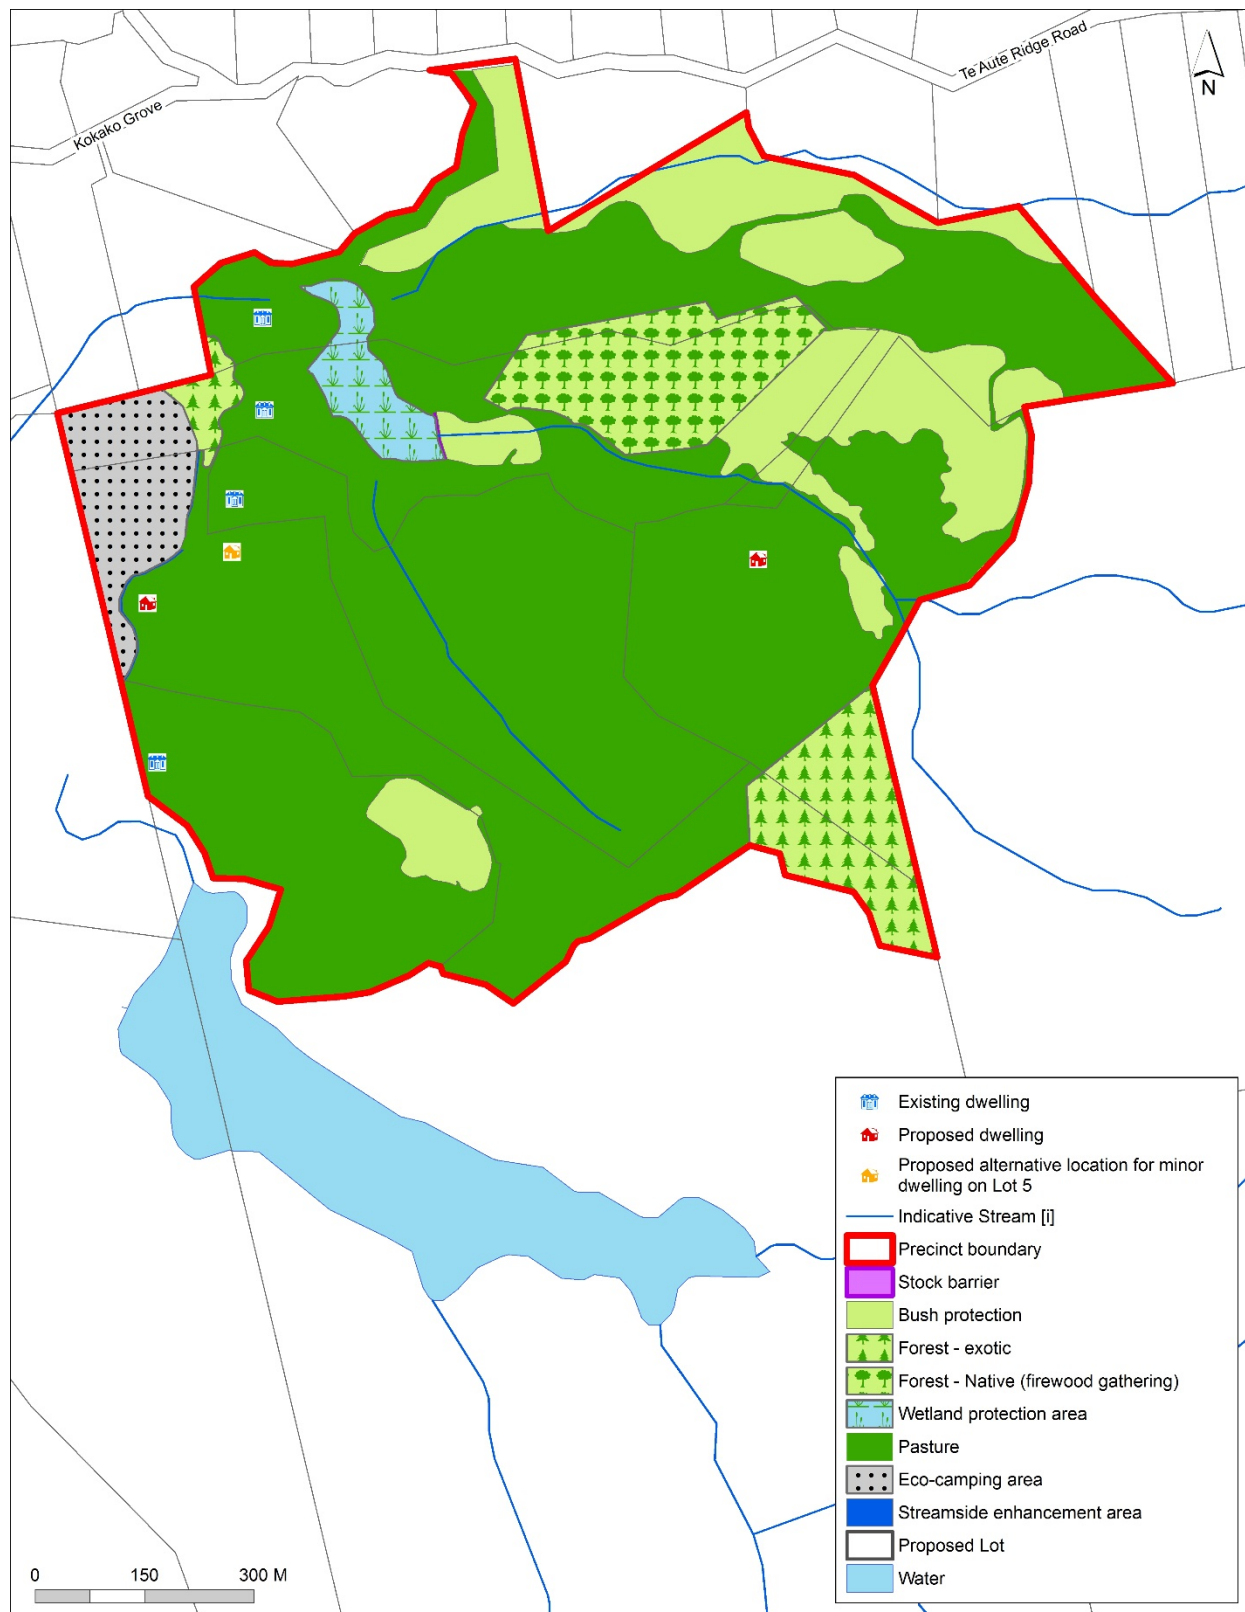 Te Aute Ridge Road
N
Kokako Grove
Existing dwelling
Proposed dwelling
Proposed alternative location for minor
dwelling on Lot 5
Indicative Stream [i]
Precinct boundary
Stock barrier
Bush protection
Forest - exotic
Forest - Native (firewood gathering)
Wetland protection area
Pasture
Eco-camping area
Streamside enhancement area
Proposed Lot
Water
0 150 300 M